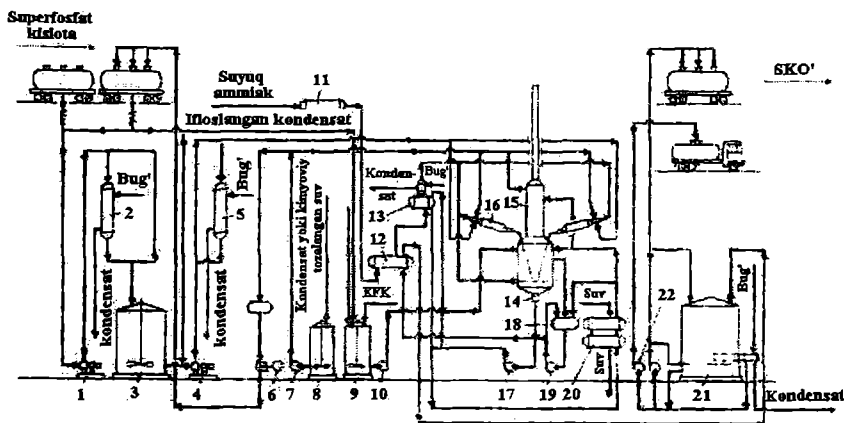 Superfosfat
kislota
Suyuq
ammiak
11
Ifloslangan kondensat
SKO'
Bug'
2
Bug'
5
kondensat
kondensat
Kondensat yoki kimyoviy
tozalangan suv
Konden-
sat
Bug'
13
12
KFK
16
15
14
18
Suv
Suv
20
22
Bug'
21
1
3
4
6
7
8
9
10
17
19
Kondensat